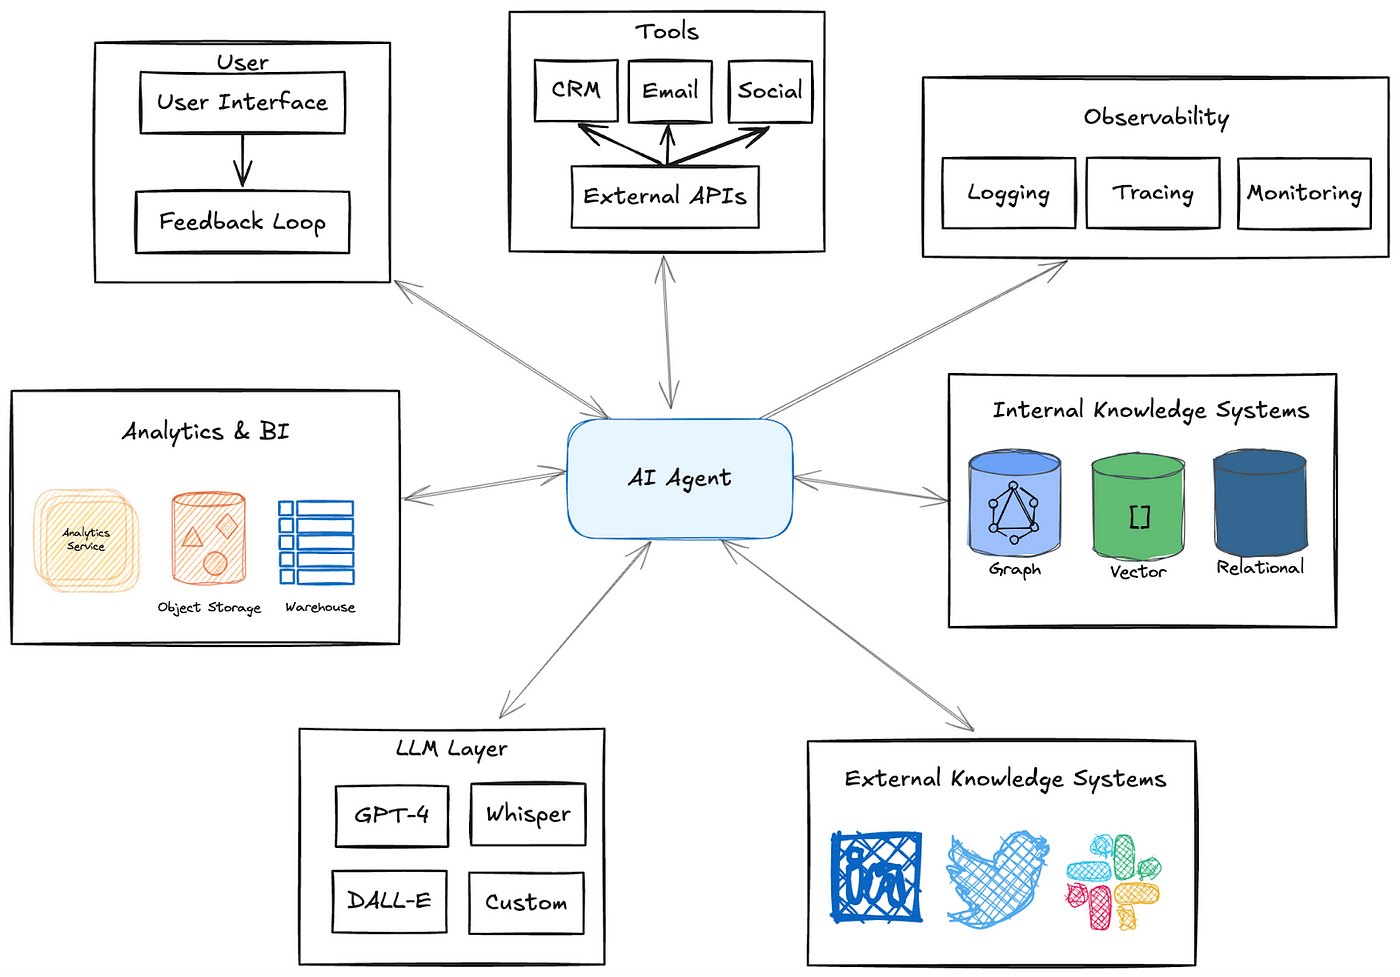 User
User Interface
Feedback Loop
Tools
CRM
Email
Social
External APIs
Observability
Logging
Tracing
Monitoring
Analytics & BI
Analytics
Service
Object Storage
Warehouse
AI Agent
Internal Knowledge Systems
Graph
[]
Vector
Relational
LLM Layer
GPT-4
Whisper
DALL-E
Custom
External Knowledge Systems
in